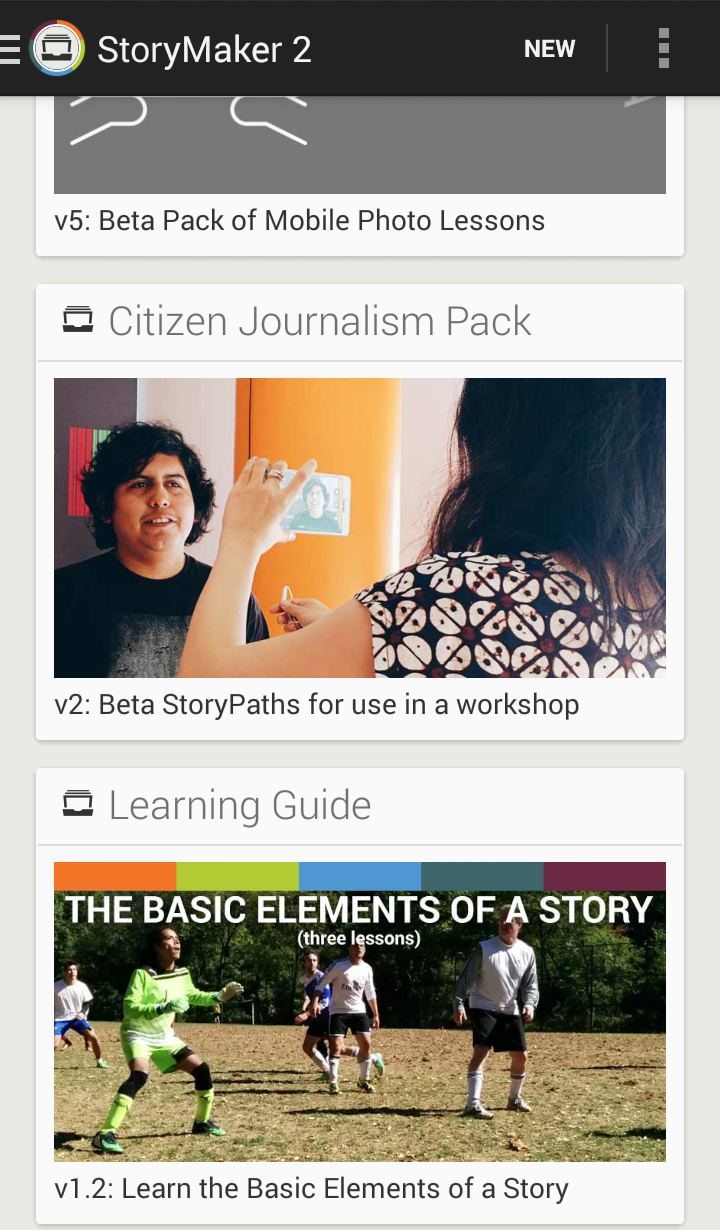 StoryMaker 2
NEW
v5: Beta Pack of Mobile Photo Lessons
Citizen Journalism Pack
v2: Beta StoryPaths for use in a workshop
Learning Guide
THE BASIC ELEMENTS OF A STORY
(three lessons)
v1.2: Learn the Basic Elements of a Story